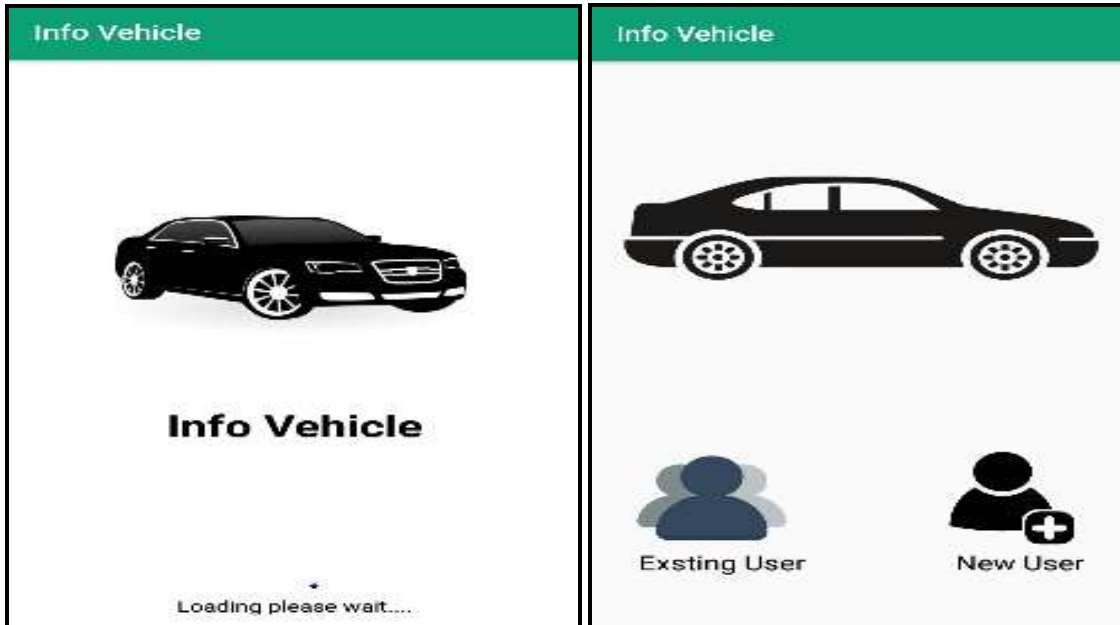 Info Vehicle
Info Vehicle
Loading please wait....
Info Vehicle
Exsting User
New User